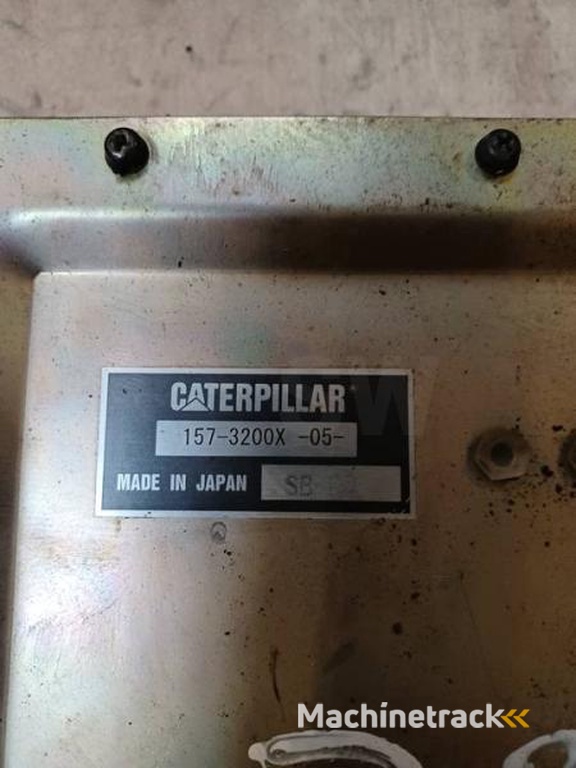 CATERPILLAR
157-3200X -05-
MADE IN JAPAN SB
Machinetrack